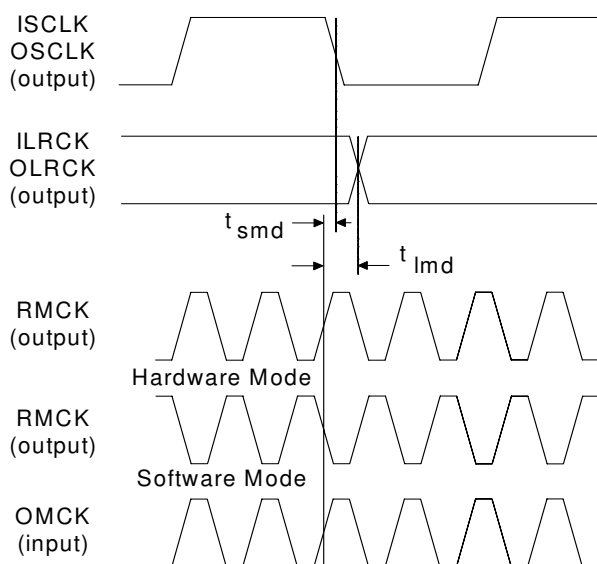 ISCLK
OSCLK
(output)
ILRCK
OLRCK
(output)
t smd
t lmd
RMCK
(output)
Hardware Mode
RMCK
(output)
Software Mode
OMCK
(input)